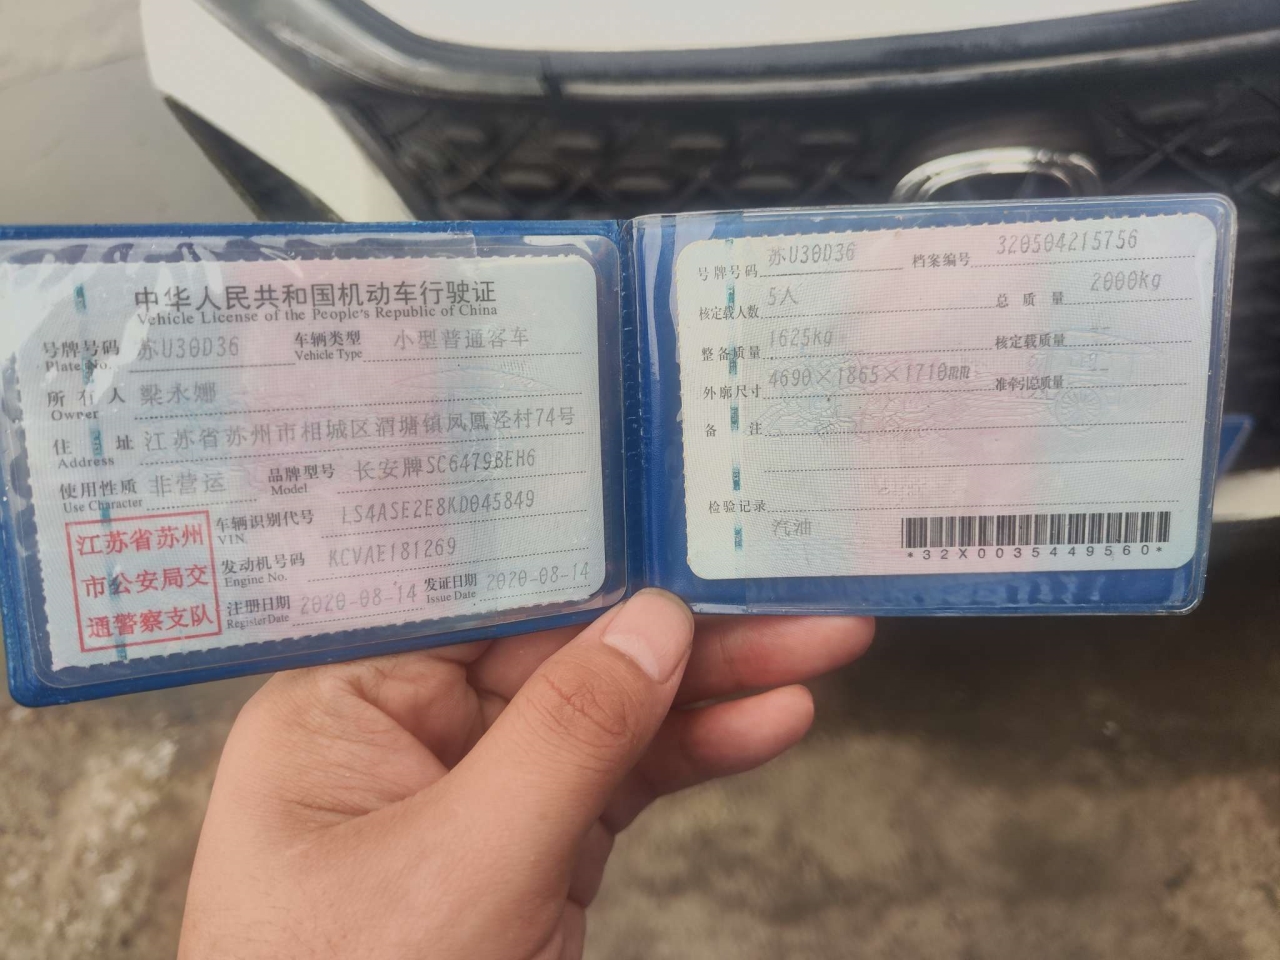 中华人民共和国机动车行驶证
Vehicle License of the People's Republic of China
号牌号码 苏U30D36 车辆类型 小型普通客车
Plate No. Vehicle Type
所有人 梁永娜
Owner
住址 江苏省苏州市相城区渭塘镇凤凰泾村74号
Address
使用性质 非营运 品牌型号 长安牌SC6479BEH6
Use Character Model
车辆识别代号 LS4ASE2E8KD045849
VIN
发动机号码 KCVAE181269
Engine No.
注册日期 2020-08-14 发证日期 2020-08-14
Register Date Issue Date
江苏省苏州
市公安局交
通警察支队
号牌号码 苏U30D36 档案编号 320504215756
核定载人数 5人 总质量 2000kg
整备质量 1625kg 核定载质量 --
外廓尺寸 4690×1865×1710mm 准牵引总质量 --
备注
检验记录
汽油
*32X0035449560*